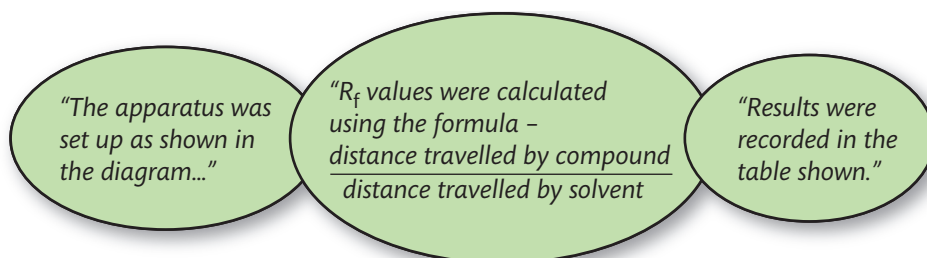 “The apparatus was
set up as shown in
the diagram...”
“Rf values were calculated
using the formula –
distance travelled by compound
distance travelled by solvent
“Results were
recorded in the
table shown.”